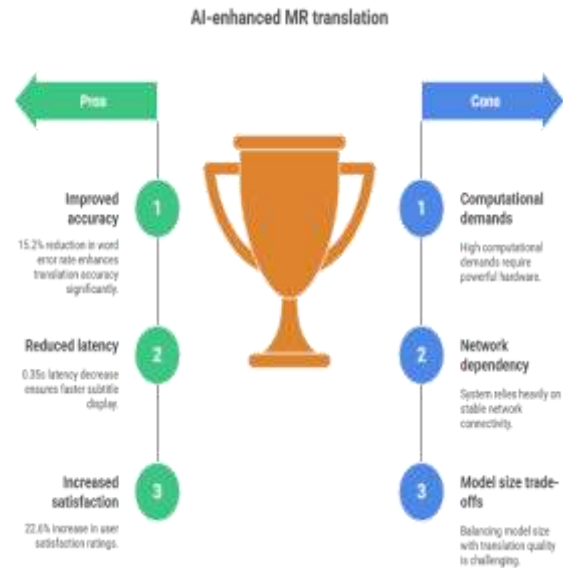 AI-enhanced MR translation
Pros
Improved
accuracy
1
15.2% reduction in word
error rate enhances
translation accuracy
significantly.
Reduced latency
2
0.35s latency decrease
ensures faster subtitle
display.
Increased
satisfaction
3
22.6% increase in user
satisfaction ratings.
Cons
1
Computational
demands
High computational
demands require
powerful hardware.
2
Network
dependency
System relies heavily on
stable network
connectivity.
3
Model size trade-
offs
Balancing model size
with translation quality
is challenging.